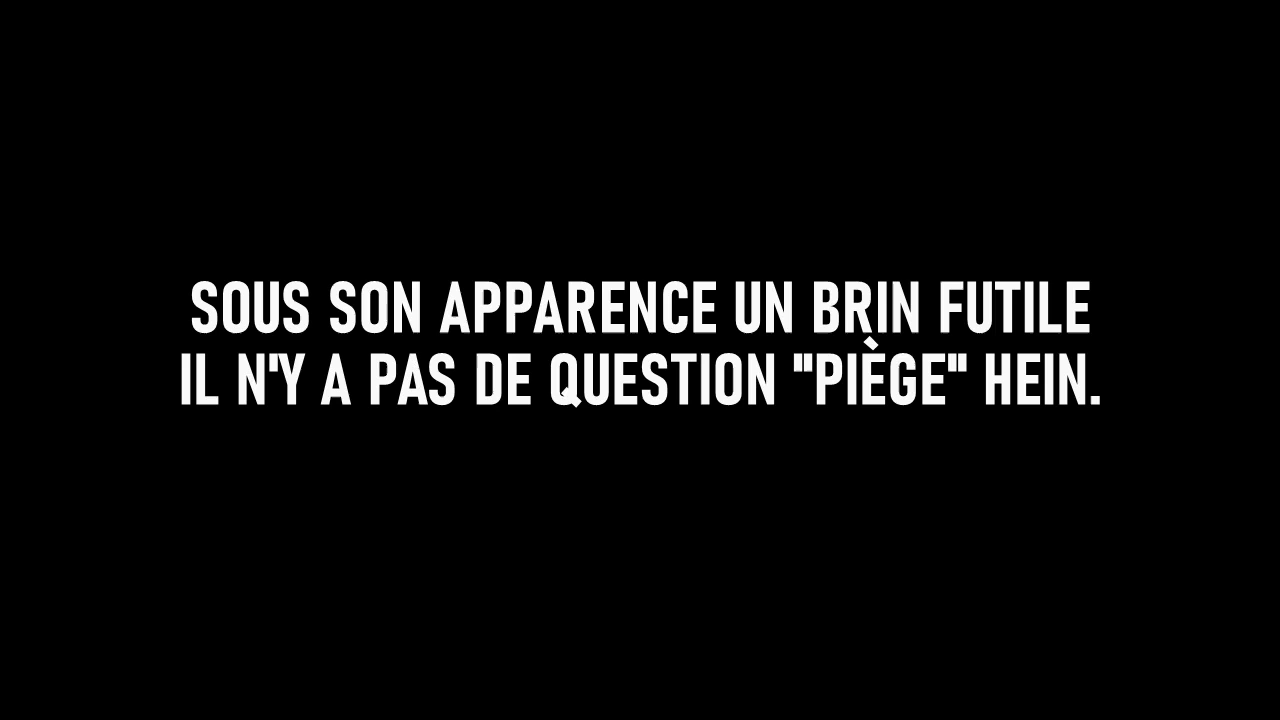 SOUS SON APPARENCE UN BRIN FUTILE
IL N'Y A PAS DE QUESTION "PIÈGE" HEIN.